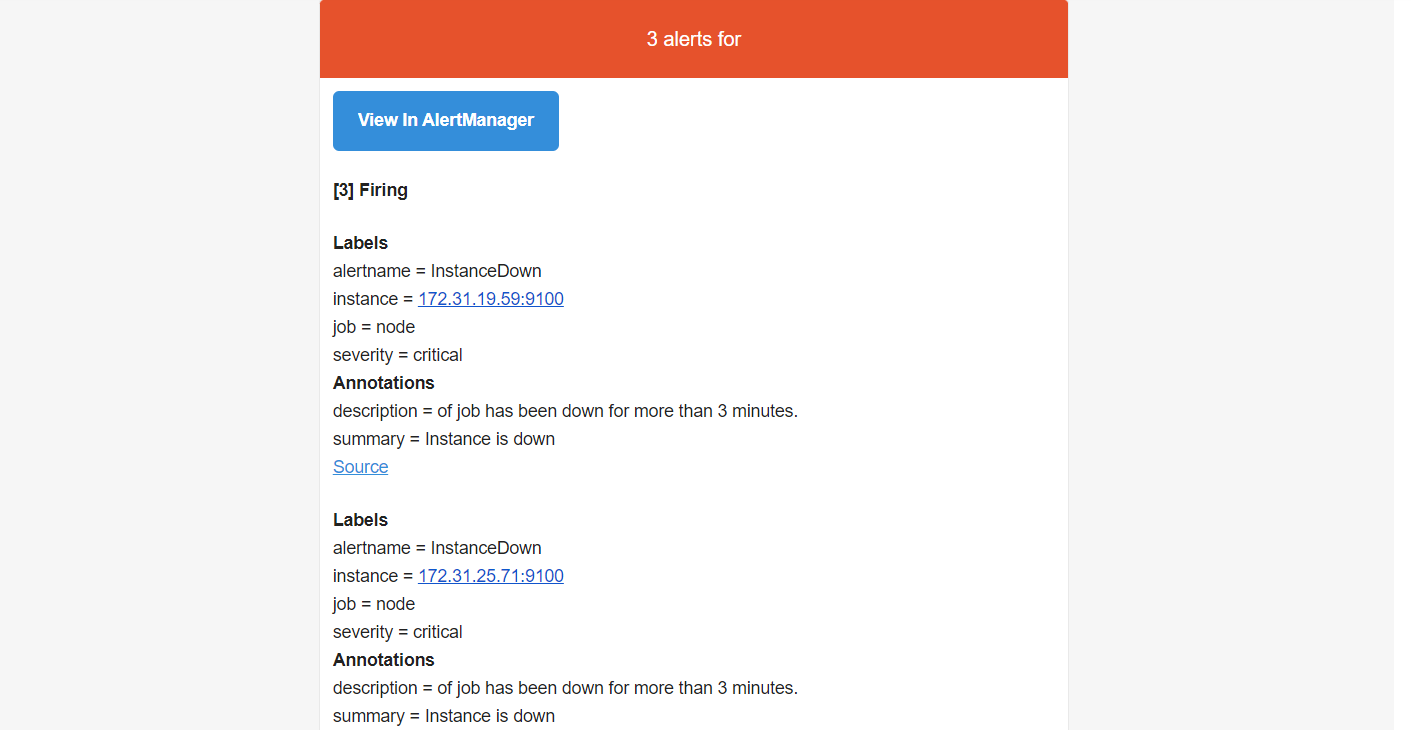 3 alerts for
View In AlertManager
[3] Firing
Labels
alertname = InstanceDown
instance = 172.31.19.59:9100
job = node
severity = critical
Annotations
description = of job has been down for more than 3 minutes.
summary = Instance is down
Source
Labels
alertname = InstanceDown
instance = 172.31.25.71:9100
job = node
severity = critical
Annotations
description = of job has been down for more than 3 minutes.
summary = Instance is down